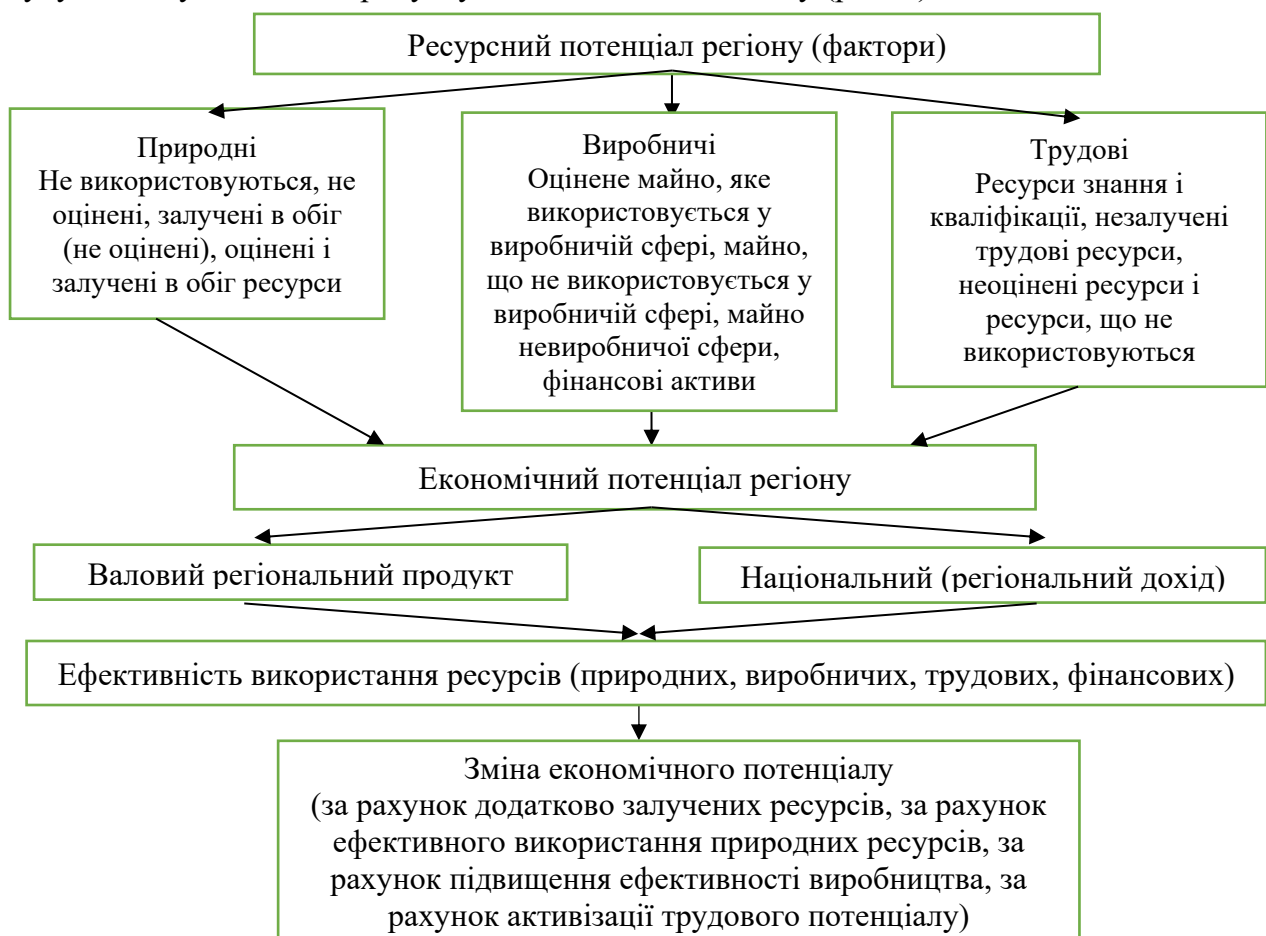 Ресурсний потенціал регіону (фактори)
Природні
Не використовуються, не
оцінені, залучені в обіг
(не оцінені), оцінені і
залучені в обіг ресурси
Виробничі
Оцінене майно, яке
використовується у
виробничій сфері, майно,
що не використовується у
виробничій сфері, майно
невиробничої сфери,
фінансові активи
Трудові
Ресурси знання і
кваліфікації, незалучені
трудові ресурси,
неоцінені ресурси і
ресурси, що не
використовуються
Економічний потенціал регіону
Валовий регіональний продукт
Національний (регіональний дохід)
Ефективність використання ресурсів (природних, виробничих, трудових, фінансових)
Зміна економічного потенціалу
(за рахунок додатково залучених ресурсів, за рахунок
ефективного використання природних ресурсів, за
рахунок підвищення ефективності виробництва, за
рахунок активізації трудового потенціалу)